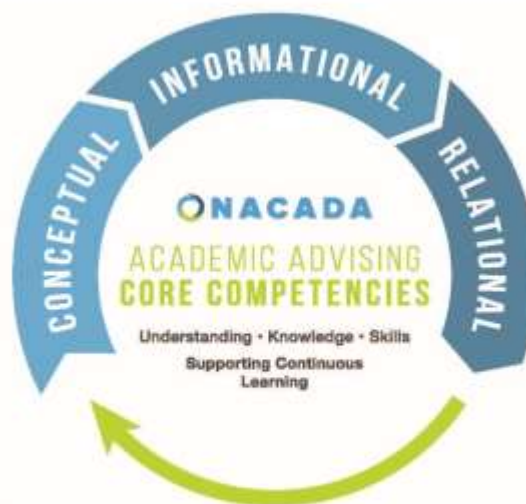 CONCEPTUAL
INFORMATIONAL
RELATIONAL
NACADA
ACADEMIC ADVISING
CORE COMPETENCIES
Understanding • Knowledge • Skills
Supporting Continuous
Learning